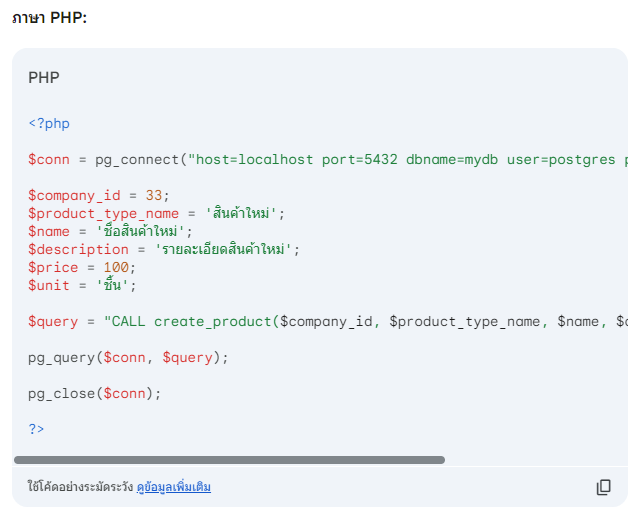 ภาษา PHP:
PHP
<?php
$conn = pg_connect("host=localhost port=5432 dbname=mydb user=postgres p
$company_id = 33;
$product_type_name = 'สินค้าใหม่';
$name = 'ชื่อสินค้าใหม่';
$description = 'รายละเอียดสินค้าใหม่';
$price = 100;
$unit = 'ชิ้น';
$query = "CALL create_product($company_id, $product_type_name, $name, $d
pg_query($conn, $query);
pg_close($conn);
?>
ใช้โค้ดอย่างระมัดระวัง ดูข้อมูลเพิ่มเติม